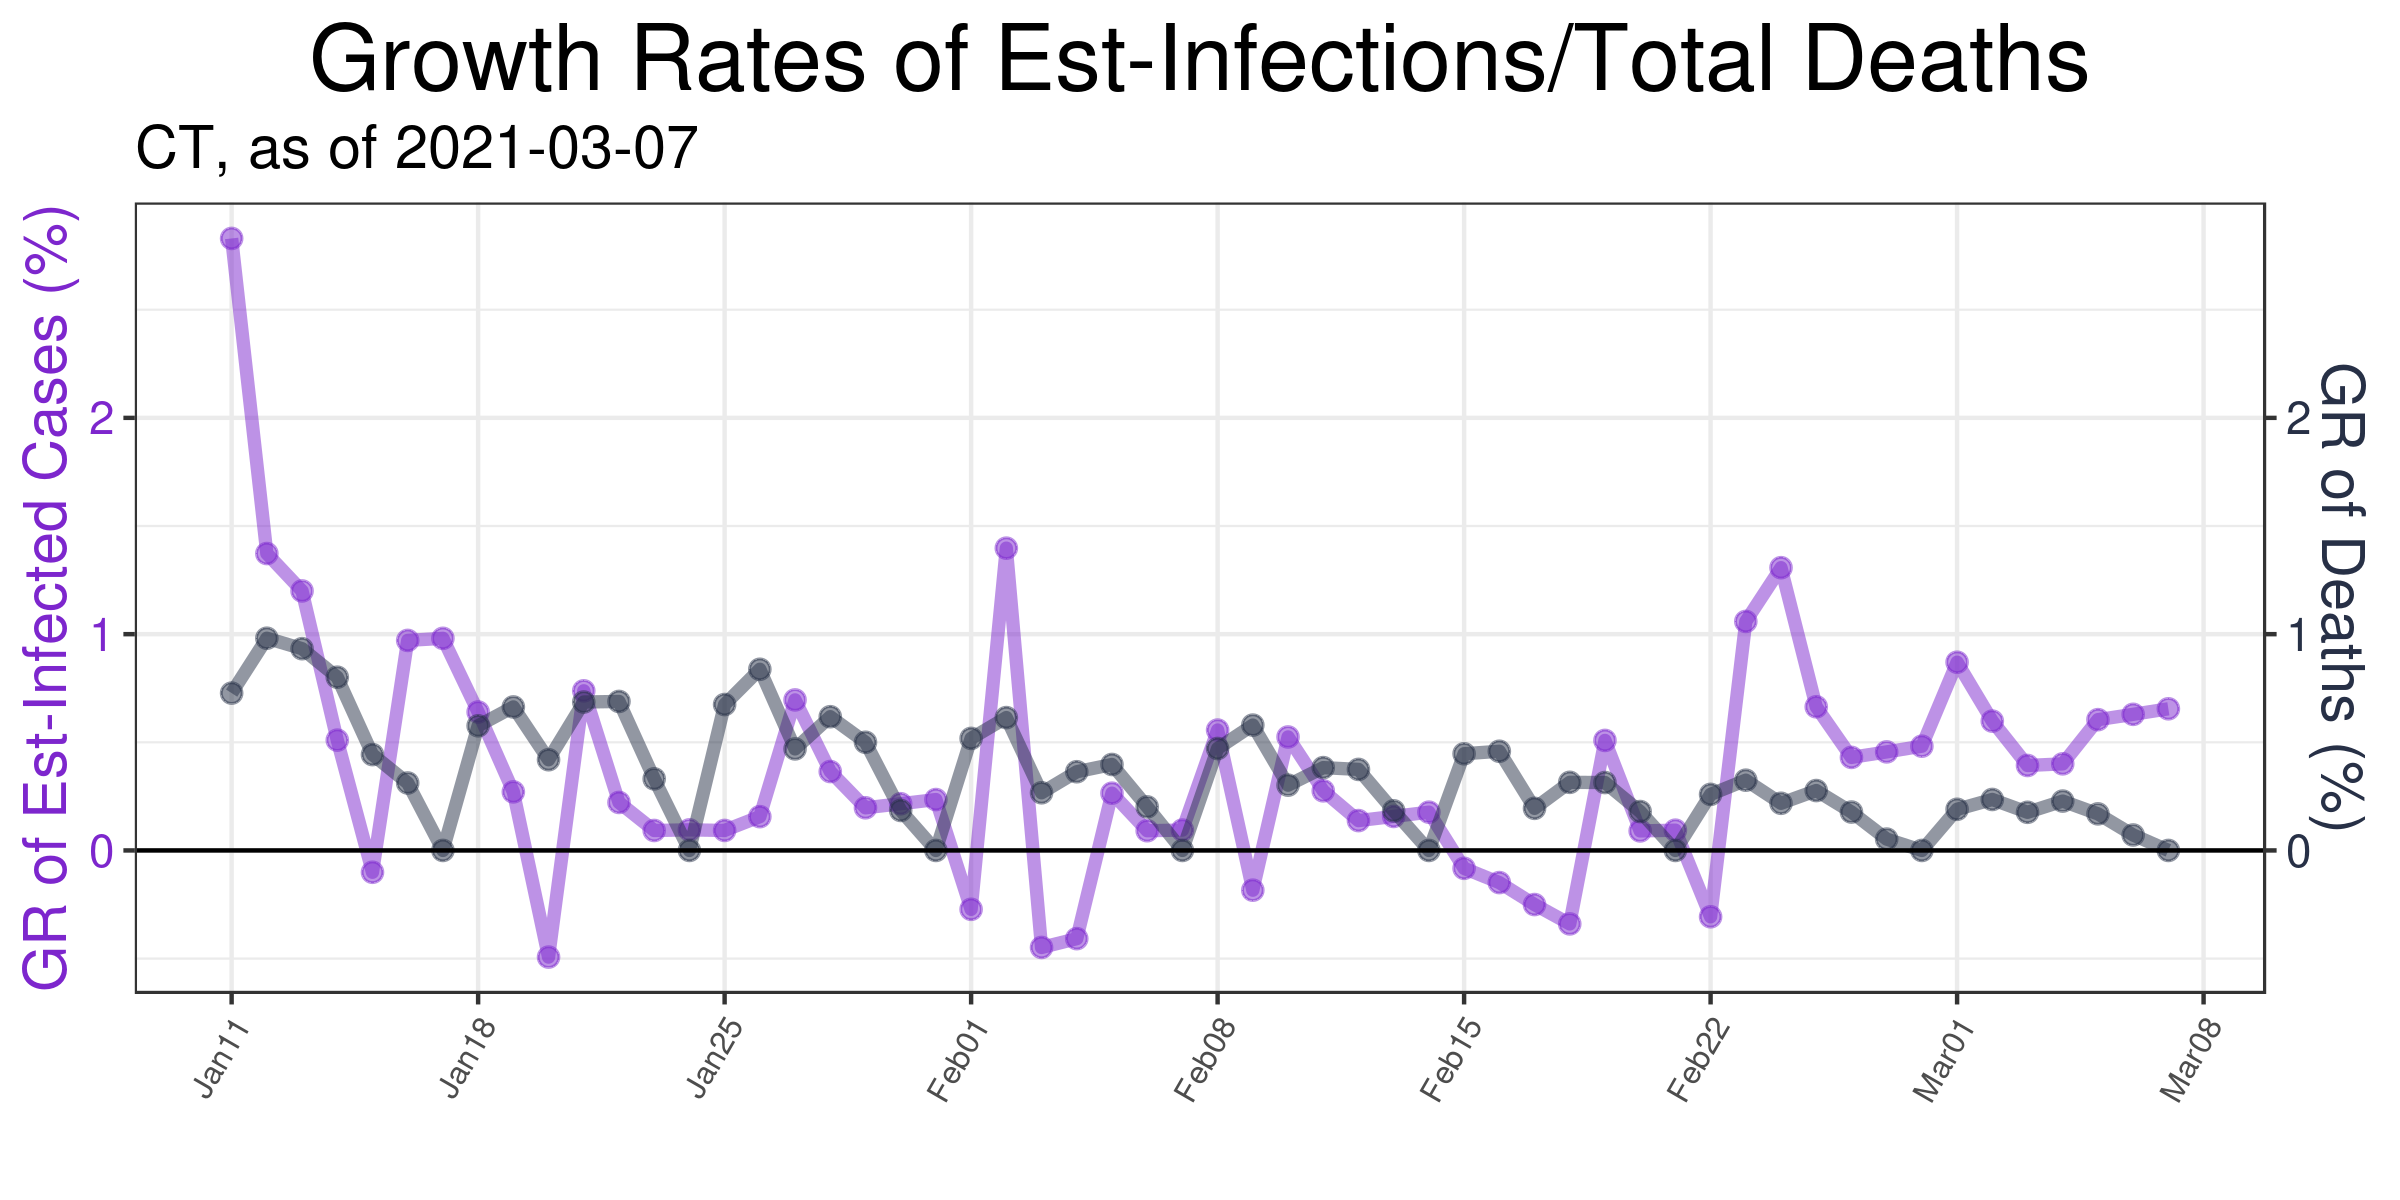 Growth Rates of Est-Infections/Total Deaths
CT, as of 2021-03-07
GR of Est-Infected Cases (%)
2
1
0
2
1
0
GR of Deaths (%)
Jan11
Jan18
Jan25
Feb01
Feb08
Feb15
Feb22
Mar01
Mar08